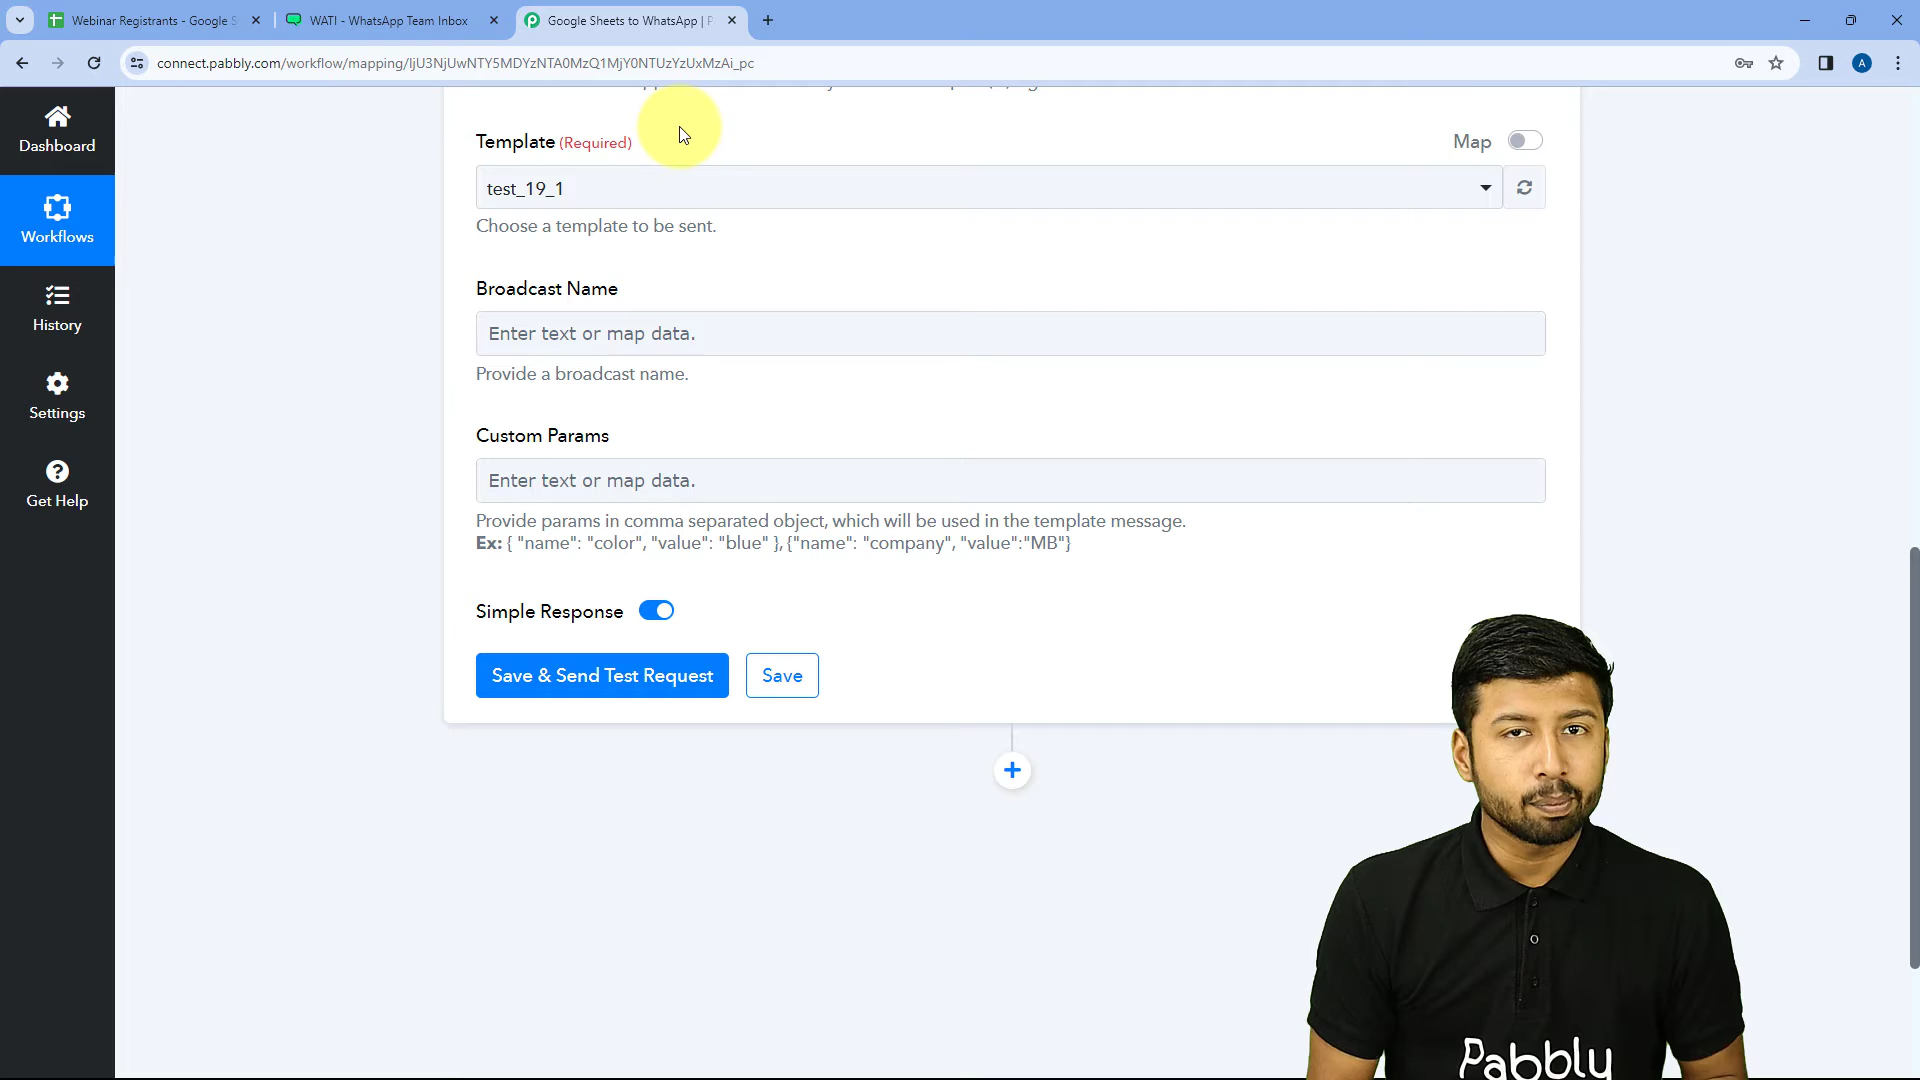 Webinar Registrants - Google S
WATI - WhatsApp Team Inbox
Google Sheets to WhatsApp | P
connect.pabbly.com/workflow/mapping/IjU3NjUwNTY5MDYzNTA0MzQ1MjY0NTUzYzUxMzAi_pc
A
Dashboard
Workflows
History
Settings
Get Help
Template (Required)
Map
test_19_1
Choose a template to be sent.
Broadcast Name
Enter text or map data.
Provide a broadcast name.
Custom Params
Enter text or map data.
Provide params in comma separated object, which will be used in the template message.
Ex: { "name": "color", "value": "blue" }, {"name": "company", "value":"MB"}
Simple Response
Save & Send Test Request
Save
Pabbly